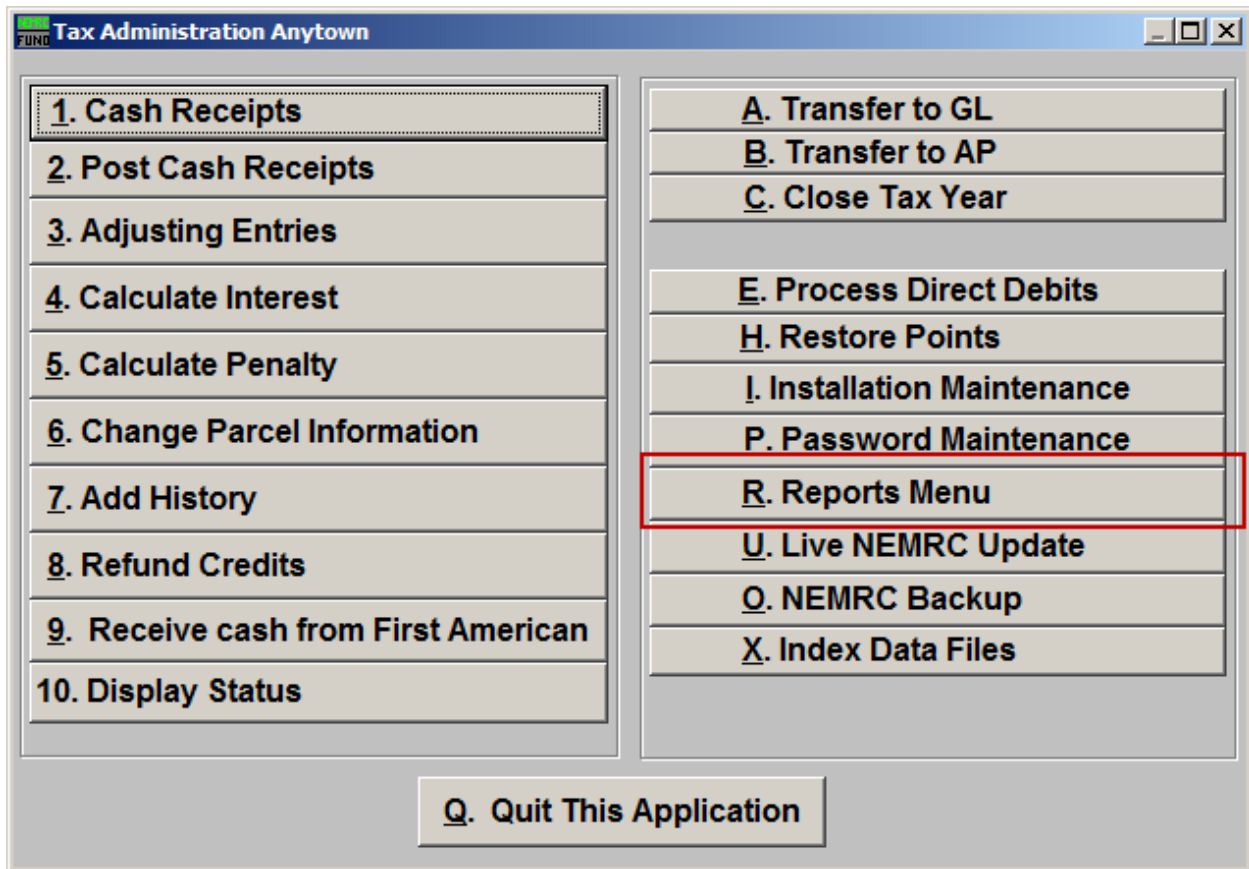 NEMRC
FUND
Tax Administration Anytown
1. Cash Receipts
2. Post Cash Receipts
3. Adjusting Entries
4. Calculate Interest
5. Calculate Penalty
6. Change Parcel Information
7. Add History
8. Refund Credits
9. Receive cash from First American
10. Display Status
A. Transfer to GL
B. Transfer to AP
C. Close Tax Year
E. Process Direct Debits
H. Restore Points
I. Installation Maintenance
P. Password Maintenance
R. Reports Menu
U. Live NEMRC Update
O. NEMRC Backup
X. Index Data Files
Q. Quit This Application